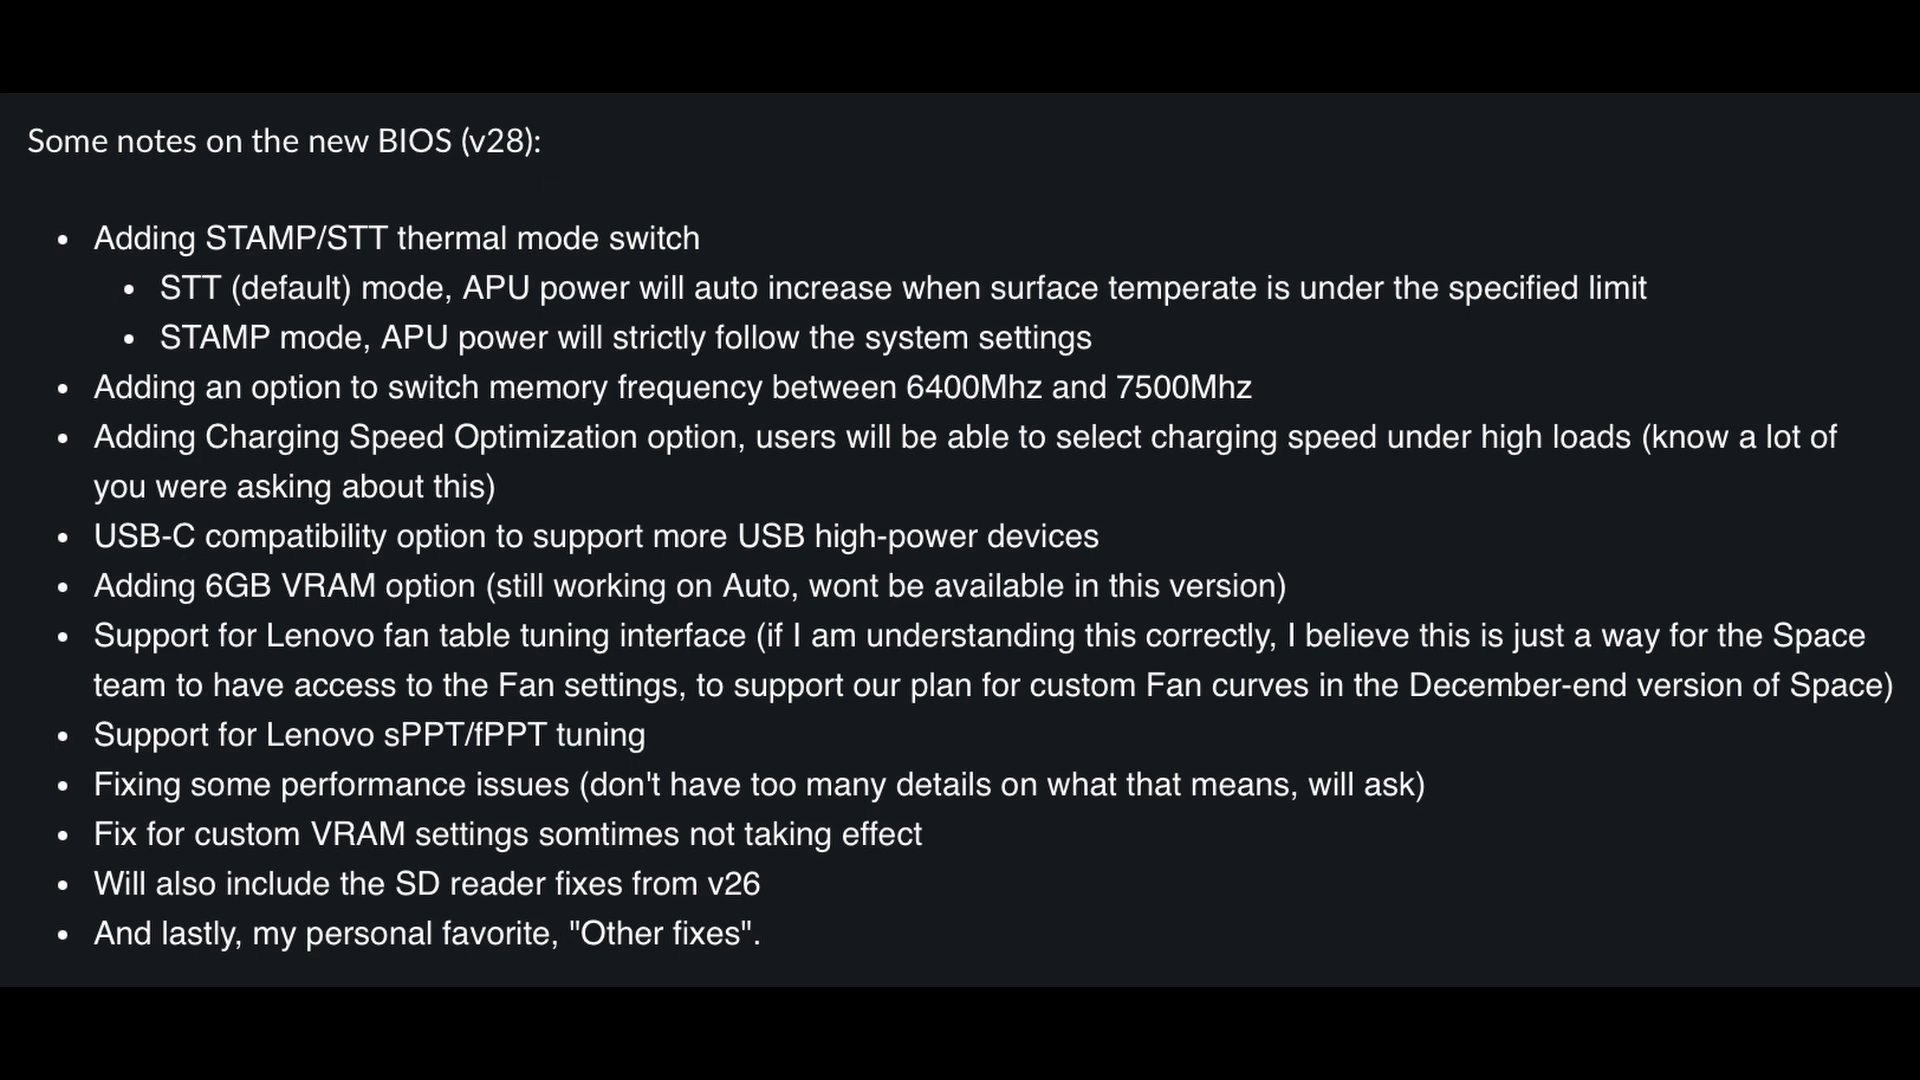 Some notes on the new BIOS (v28):
• Adding STAMP/STT thermal mode switch
• STT (default) mode, APU power will auto increase when surface temperate is under the specified limit
• STAMP mode, APU power will strictly follow the system settings
• Adding an option to switch memory frequency between 6400Mhz and 7500Mhz
• Adding Charging Speed Optimization option, users will be able to select charging speed under high loads (know a lot of
you were asking about this)
• USB-C compatibility option to support more USB high-power devices
• Adding 6GB VRAM option (still working on Auto, wont be available in this version)
• Support for Lenovo fan table tuning interface (if I am understanding this correctly, I believe this is just a way for the Space
team to have access to the Fan settings, to support our plan for custom Fan curves in the December-end version of Space)
• Support for Lenovo sPPT/fPPT tuning
• Fixing some performance issues (don't have too many details on what that means, will ask)
• Fix for custom VRAM settings somtimes not taking effect
• Will also include the SD reader fixes from v26
• And lastly, my personal favorite, "Other fixes".